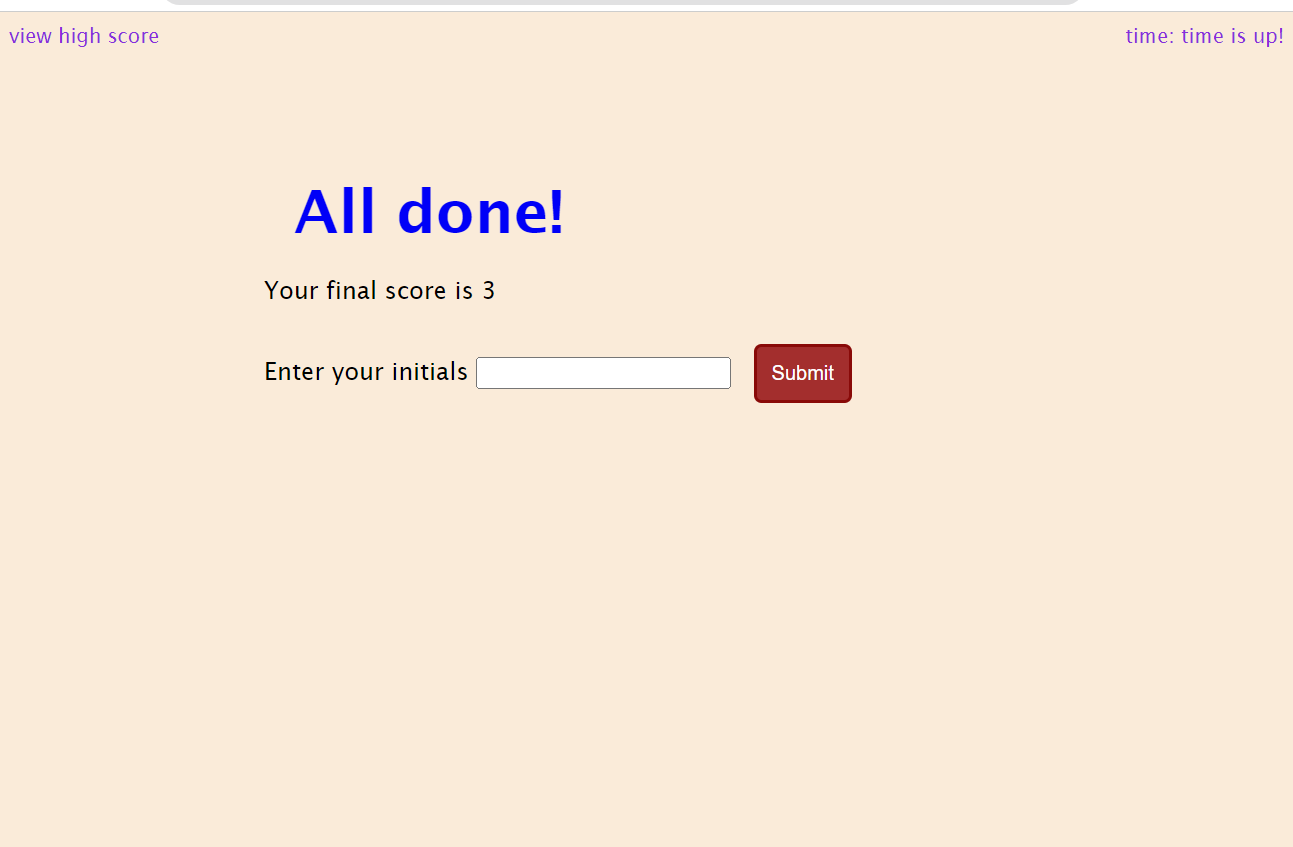 view high score
time: time is up!
All done!
Your final score is 3
Enter your initials
Submit